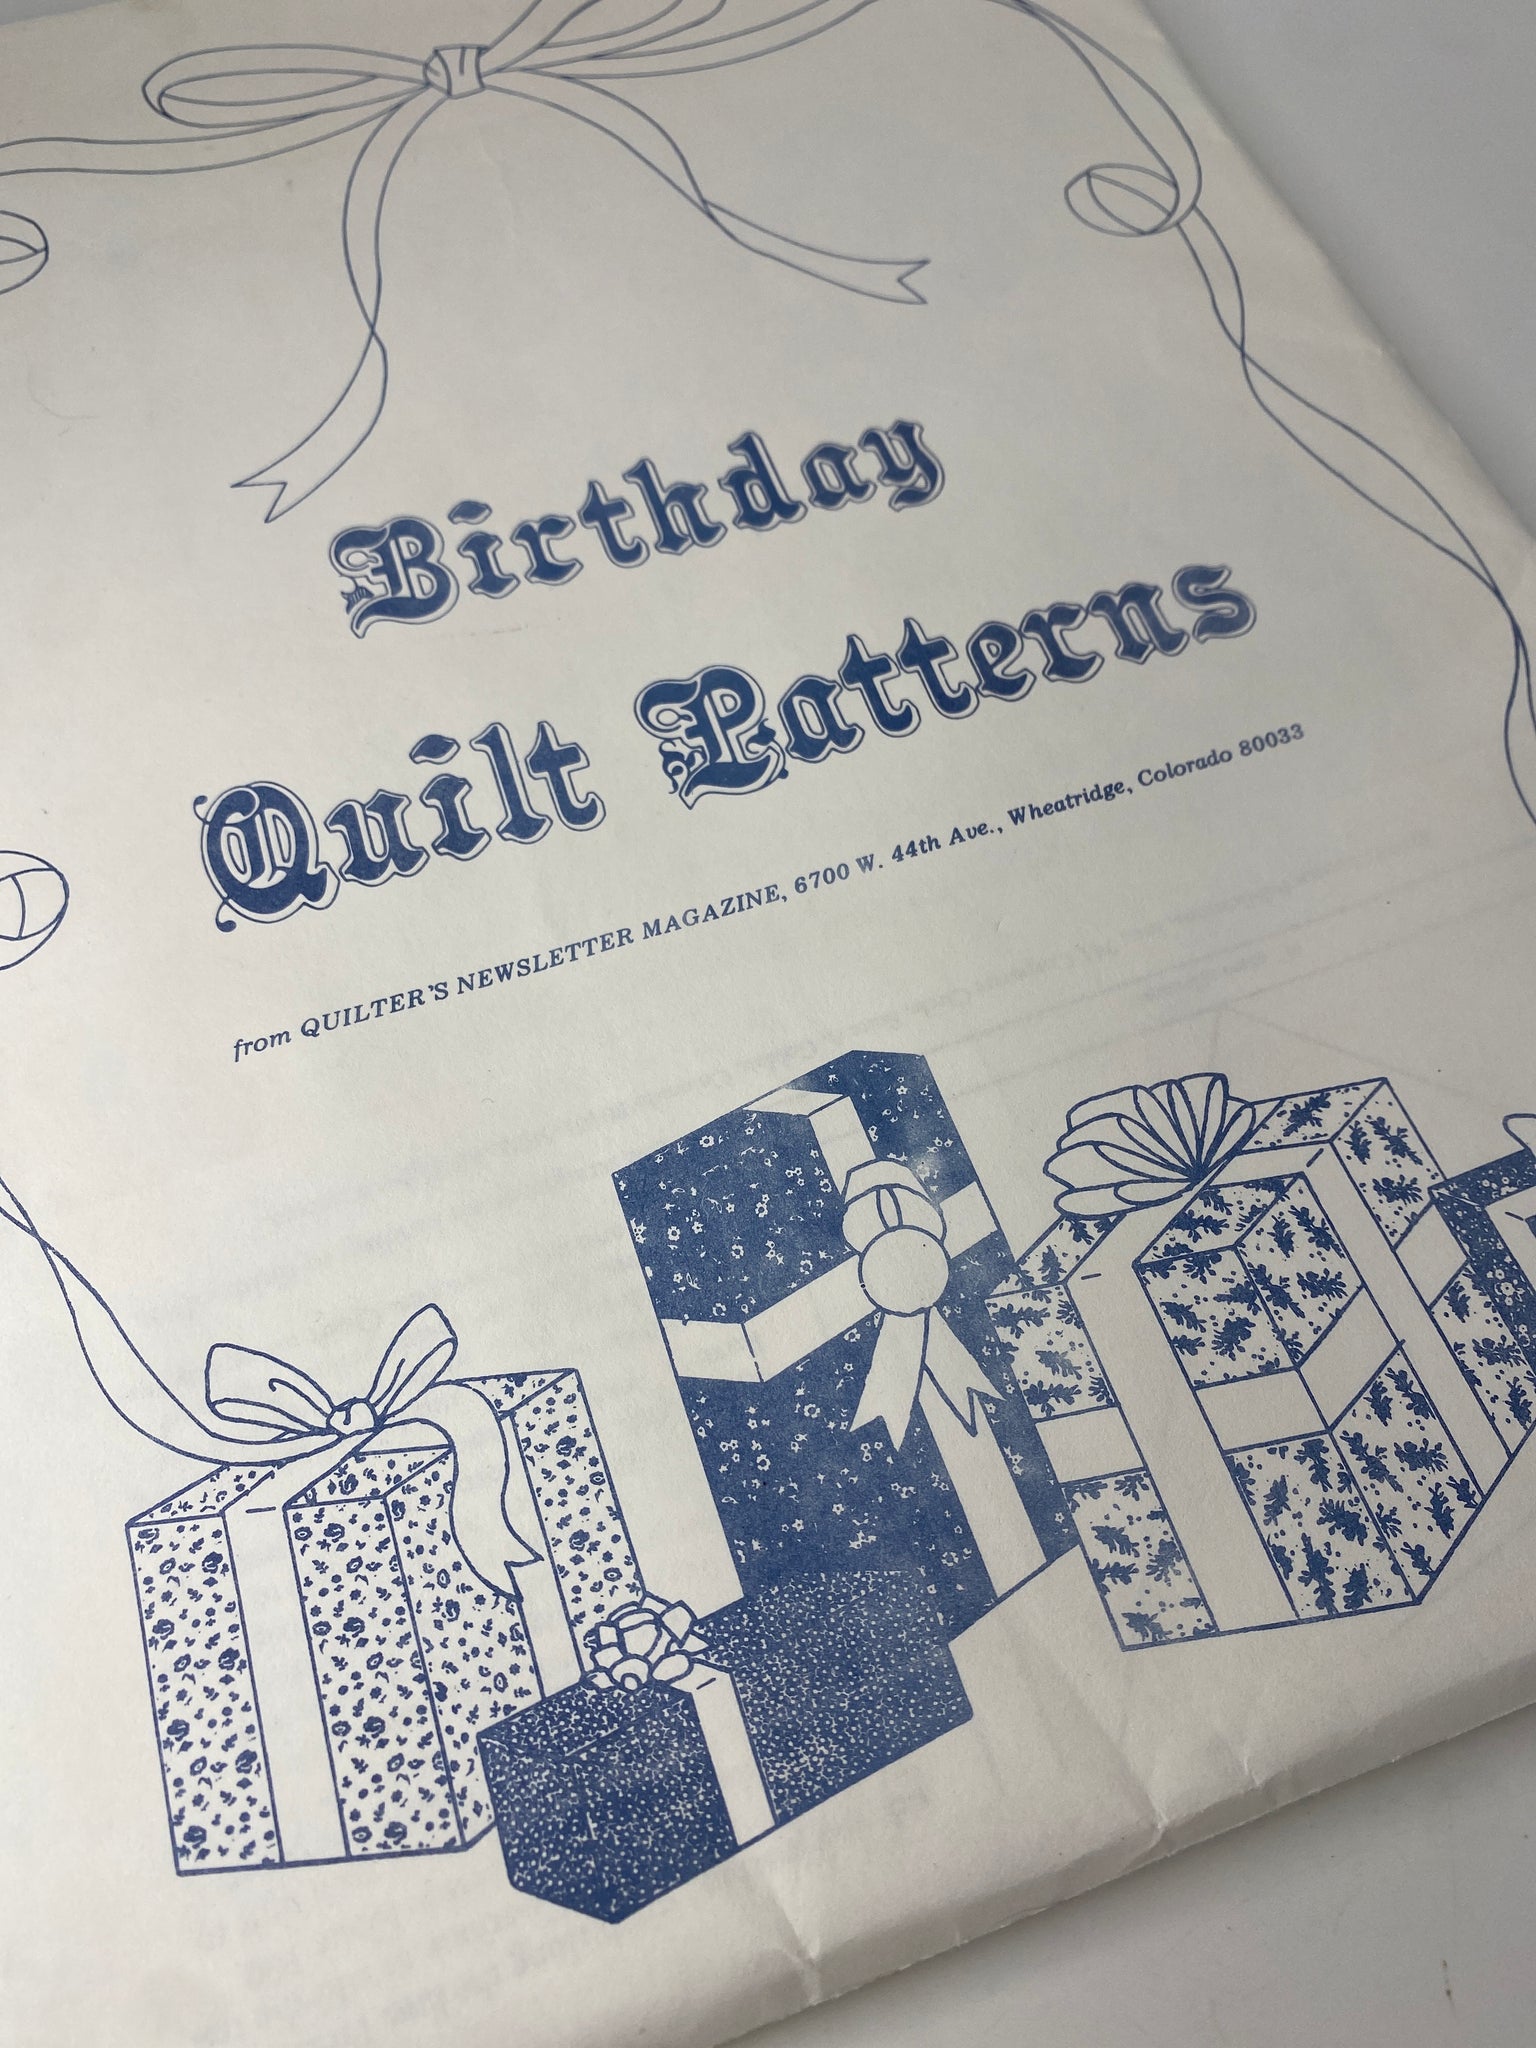 Birthday
Quilt Patterns
from QUILTER'S NEWSLETTER MAGAZINE, 6700 W. 44th Ave., Wheatridge, Colorado 80033